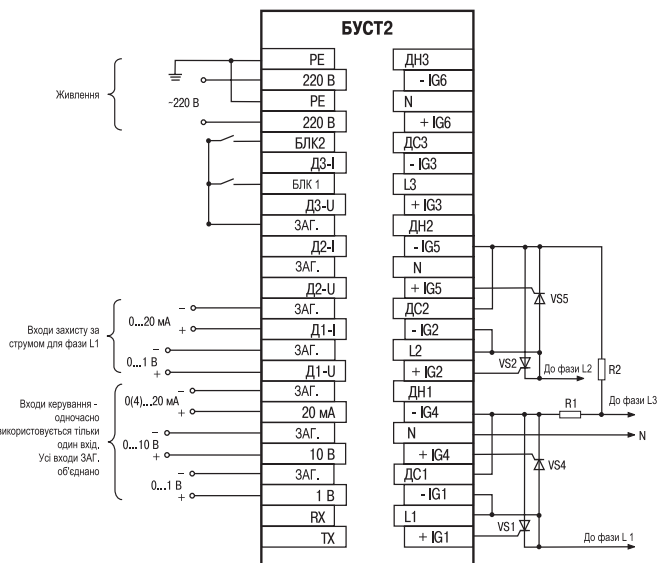 БУСТ2
PE
220 В
PE
220 В
БЛК2
Д3-I
БЛК 1
Д3-U
ЗАГ.
Д2-I
ЗАГ.
Д2-U
ЗАГ.
Д1-I
ЗАГ.
Д1-U
ЗАГ.
20 мА
ЗАГ.
10 В
ЗАГ.
1 В
RX
TX
ДН3
- IG6
N
+ IG6
ДС3
- IG3
L3
+ IG3
ДН2
- IG5
N
+ IG5
ДС2
- IG2
L2
+ IG2
ДН1
- IG4
N
+ IG4
ДС1
- IG1
L1
+ IG1
Живлення
~220 В
Входи захисту за
струмом для фази L1
–
0...20 мА
+
–
0...1 В
+
Входи керування -
одночасно
використовується тільки
один вхід.
Усі входи ЗАГ.
об'єднано
–
0(4)...20 мА
+
–
0...10 В
+
–
0...1 В
+
VS5
VS2
До фази L2
R2
R1
До фази L3
N
VS4
VS1
До фази L 1